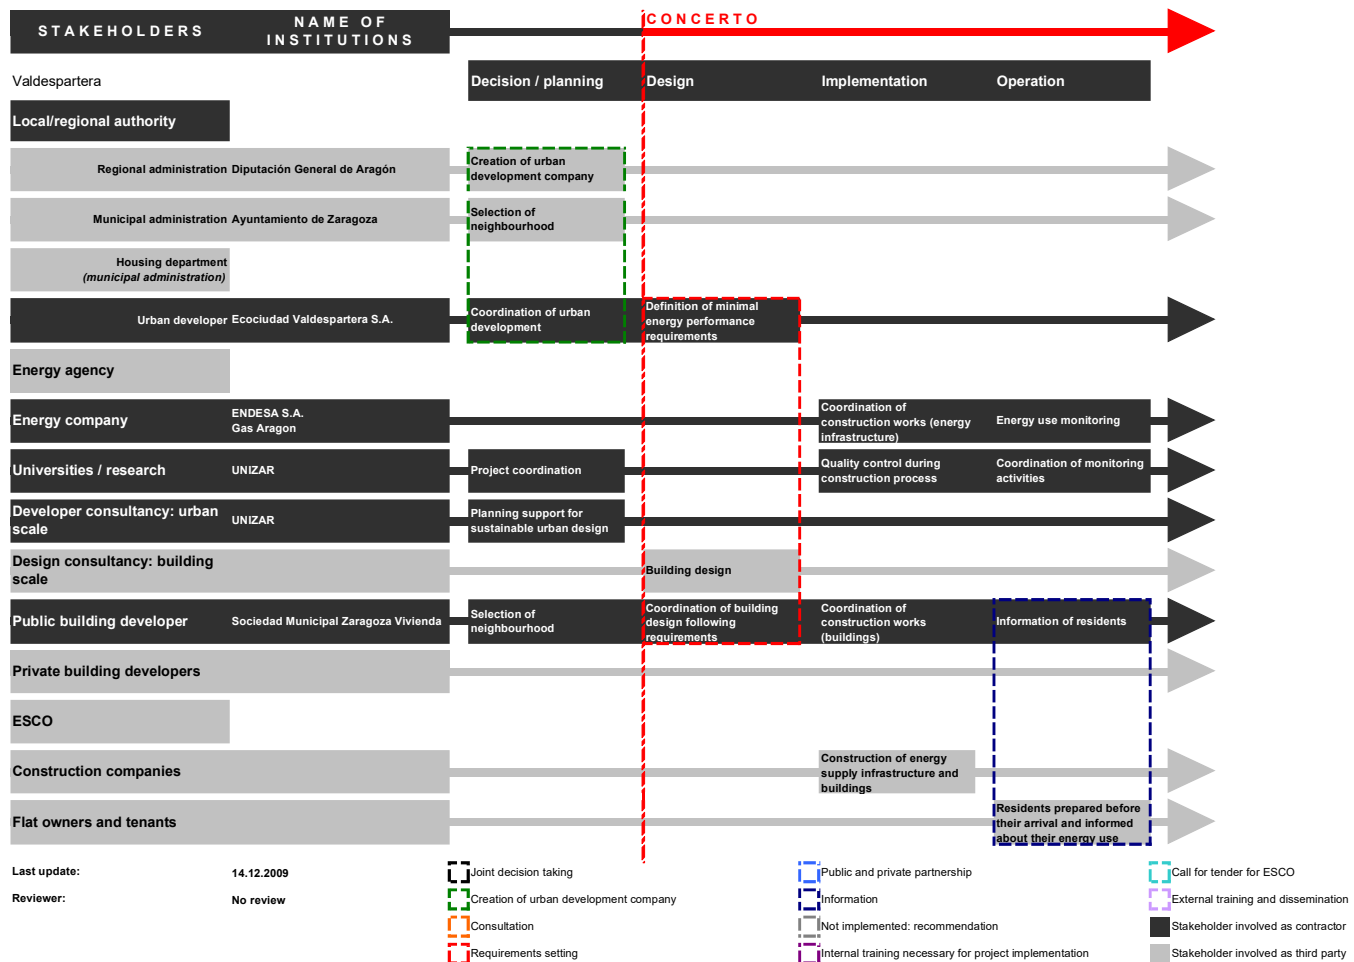 STAKEHOLDERS
NAME OF
INSTITUTIONS
CONCERTO
Valdespartera
Decision / planning
Design
Implementation
Operation
Local/regional authority
Regional administration
Diputación General de Aragón
Creation of urban
development company
Municipal administration
Ayuntamiento de Zaragoza
Selection of
neighbourhood
Housing department
(municipal administration)
Urban developer
Ecociudad Valdespartera S.A.
Coordination of urban
development
Definition of minimal
energy performance
requirements
Energy agency
Energy company
ENDESA S.A.
Gas Aragon
Coordination of
construction works (energy
infrastructure)
Energy use monitoring
Universities / research
UNIZAR
Project coordination
Quality control during
construction process
Coordination of monitoring
activities
Developer consultancy: urban
scale
UNIZAR
Planning support for
sustainable urban design
Design consultancy: building
scale
Building design
Public building developer
Sociedad Municipal Zaragoza Vivienda
Selection of
neighbourhood
Coordination of building
design following
requirements
Coordination of
construction works
(buildings)
Information of residents
Private building developers
ESCO
Construction companies
Construction of energy
supply infrastructure and
buildings
Flat owners and tenants
Residents prepared before
their arrival and informed
about their energy use
Last update:
14.12.2009
Reviewer:
No review
Joint decision taking
Creation of urban development company
Consultation
Requirements setting
Public and private partnership
Information
Not implemented: recommendation
Internal training necessary for project implementation
Call for tender for ESCO
External training and dissemination
Stakeholder involved as contractor
Stakeholder involved as third party